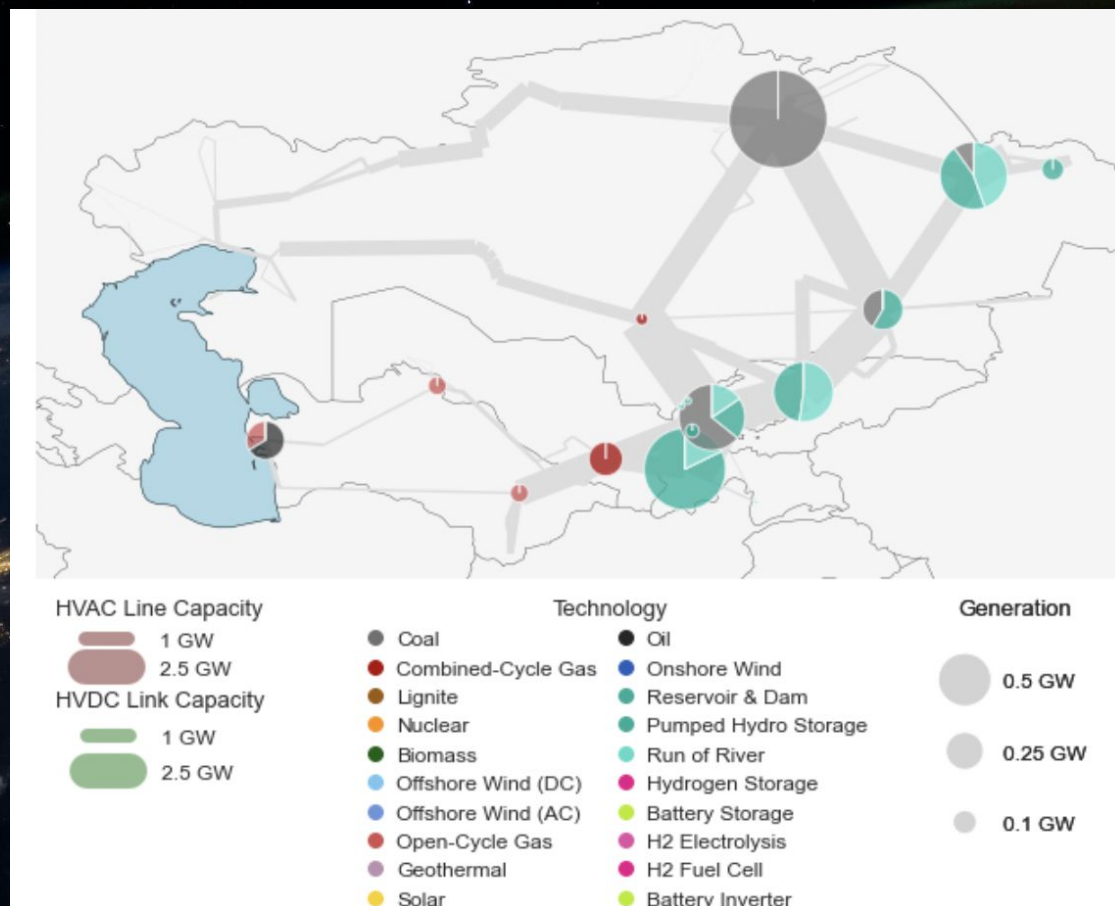 HVAC Line Capacity
1 GW
2.5 GW
HVDC Link Capacity
1 GW
2.5 GW
Technology
Coal
Combined-Cycle Gas
Lignite
Nuclear
Biomass
Offshore Wind (DC)
Offshore Wind (AC)
Open-Cycle Gas
Geothermal
Solar
Oil
Onshore Wind
Reservoir & Dam
Pumped Hydro Storage
Run of River
Hydrogen Storage
Battery Storage
H2 Electrolysis
H2 Fuel Cell
Battery Inverter
Generation
0.5 GW
0.25 GW
0.1 GW